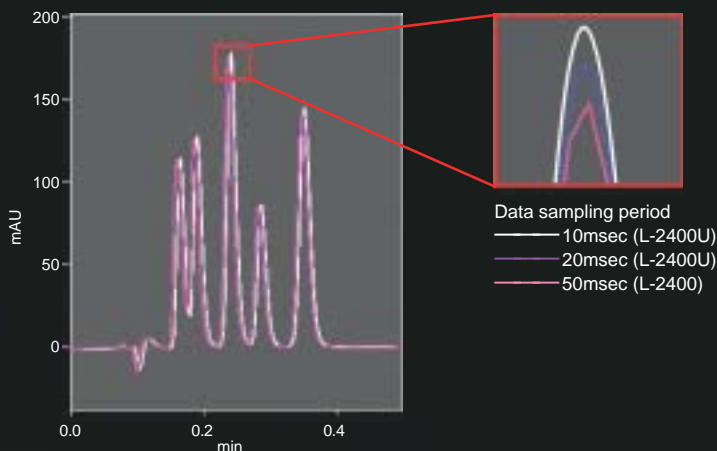 200
150
100
50
0
mAU
0.0
0.2
0.4
min
Data sampling period
10msec (L-2400U)
20msec (L-2400U)
50msec (L-2400)